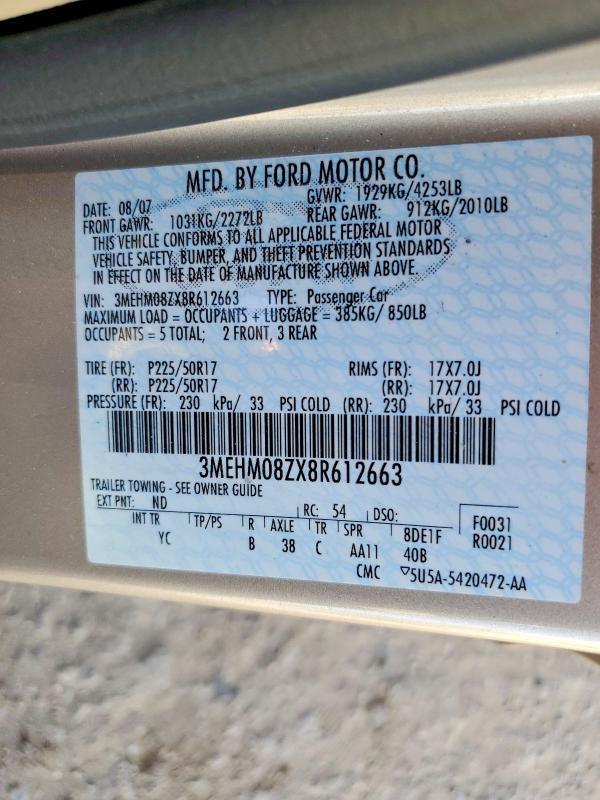 MFD. BY FORD MOTOR CO.
DATE: 08/07 GVWR: 1929KG/4253LB
FRONT GAWR: 1031KG/2272LB REAR GAWR: 912KG/2010LB
THIS VEHICLE CONFORMS TO ALL APPLICABLE FEDERAL MOTOR
VEHICLE SAFETY, BUMPER, AND THEFT PREVENTION STANDARDS
IN EFFECT ON THE DATE OF MANUFACTURE SHOWN ABOVE.
VIN: 3MEHM08ZX8R612663 TYPE: Passenger Car
MAXIMUM LOAD = OCCUPANTS + LUGGAGE = 385KG/ 850LB
OCCUPANTS = 5 TOTAL; 2 FRONT, 3 REAR
TIRE (FR): P225/50R17 RIMS (FR): 17X7.0J
(RR): P225/50R17 (RR): 17X7.0J
PRESSURE (FR): 230 kPa/ 33 PSI COLD (RR): 230 kPa/ 33 PSI COLD
3MEHM08ZX8R612663
TRAILER TOWING - SEE OWNER GUIDE
EXT PNT: ND RC: 54 DSO: F0031
INT TR TP/PS R AXLE TR SPR 8DE1F R0021
YC B 38 C AA11 40B
CMC ▽5U5A-5420472-AA